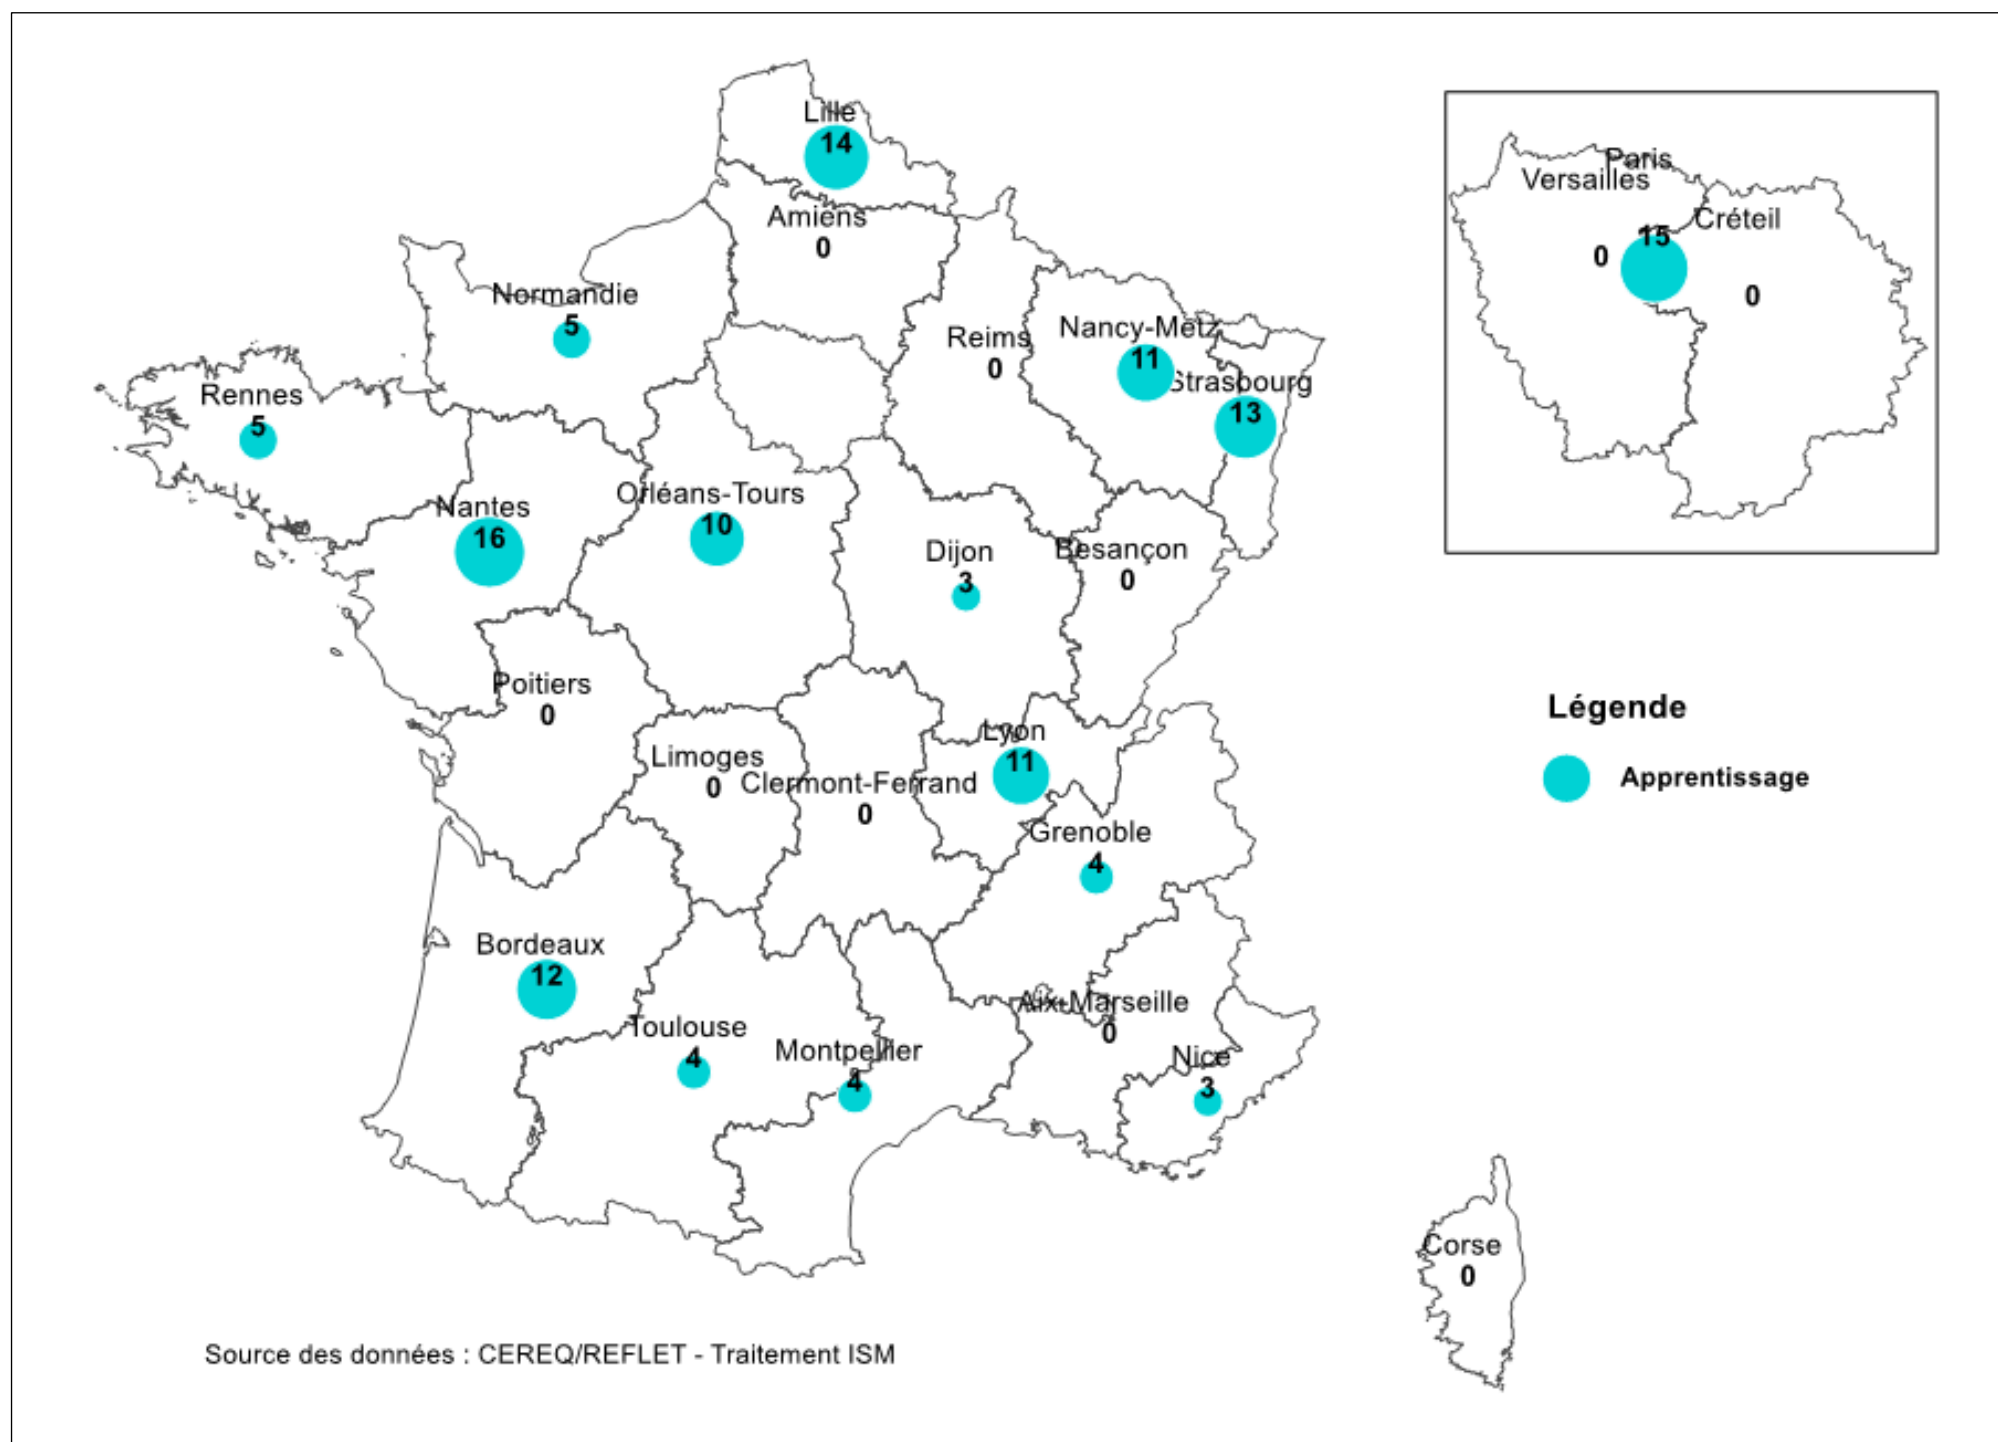 Lille
14
Amiens
0
Normandie
5
Reims
0
Nancy-Metz
11
Strasbourg
13
Rennes
5
Nantes
16
Orléans-Tours
10
Dijon
3
Besançon
0
Poitiers
0
Limoges
0
Clermont-Ferrand
0
Lyon
11
Grenoble
4
Bordeaux
12
Toulouse
4
Montpellier
4
Aix-Marseille
0
Nice
3
Corse
0
Paris
15
Versailles
0
Créteil
0
Légende
Apprentissage
Source des données : CEREQ/REFLET - Traitement ISM